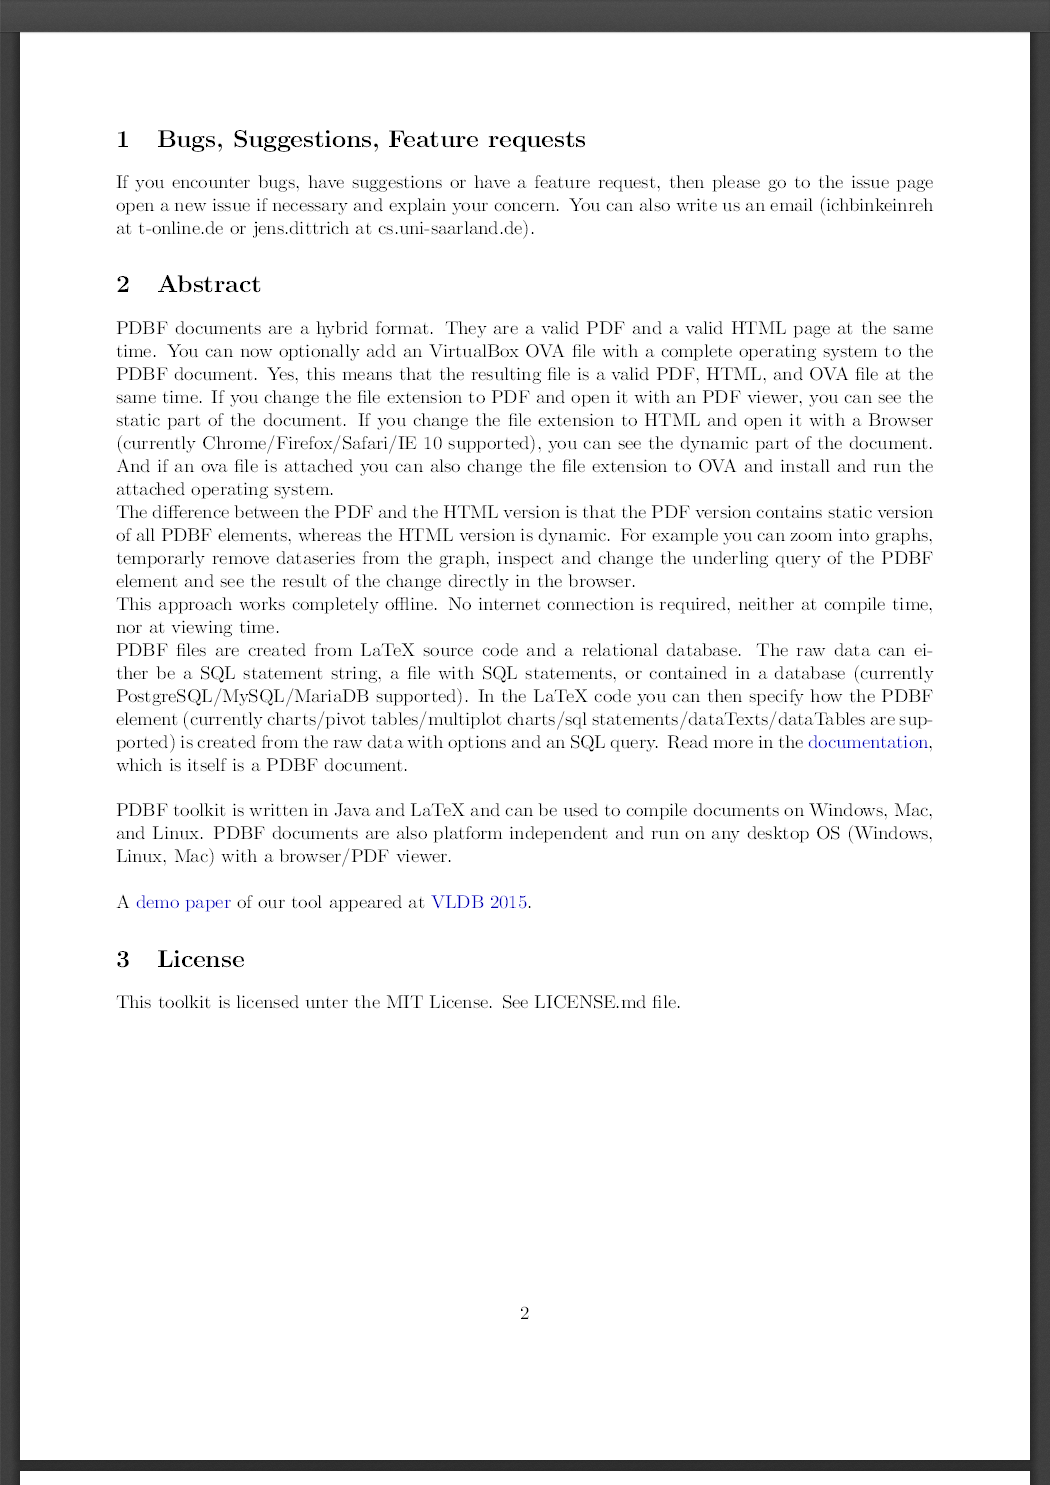 1 Bugs, Suggestions, Feature requests
If you encounter bugs, have suggestions or have a feature request, then please go to the issue page
open a new issue if necessary and explain your concern. You can also write us an email (ichbinkeinreh
at t-online.de or jens.dittrich at cs.uni-saarland.de).
2 Abstract
PDBF documents are a hybrid format. They are a valid PDF and a valid HTML page at the same
time. You can now optionally add an VirtualBox OVA file with a complete operating system to the
PDBF document. Yes, this means that the resulting file is a valid PDF, HTML, and OVA file at the
same time. If you change the file extension to PDF and open it with an PDF viewer, you can see the
static part of the document. If you change the file extension to HTML and open it with a Browser
(currently Chrome/Firefox/Safari/IE 10 supported), you can see the dynamic part of the document.
And if an ova file is attached you can also change the file extension to OVA and install and run the
attached operating system.
The difference between the PDF and the HTML version is that the PDF version contains static version
of all PDBF elements, whereas the HTML version is dynamic. For example you can zoom into graphs,
temporarly remove dataseries from the graph, inspect and change the underling query of the PDBF
element and see the result of the change directly in the browser.
This approach works completely offline. No internet connection is required, neither at compile time,
nor at viewing time.
PDBF files are created from LaTeX source code and a relational database. The raw data can ei-
ther be a SQL statement string, a file with SQL statements, or contained in a database (currently
PostgreSQL/MySQL/MariaDB supported). In the LaTeX code you can then specify how the PDBF
element (currently charts/pivot tables/multiplot charts/sql statements/dataTexts/dataTables are sup-
ported) is created from the raw data with options and an SQL query. Read more in the documentation,
which is itself is a PDBF document.
PDBF toolkit is written in Java and LaTeX and can be used to compile documents on Windows, Mac,
and Linux. PDBF documents are also platform independent and run on any desktop OS (Windows,
Linux, Mac) with a browser/PDF viewer.
A demo paper of our tool appeared at VLDB 2015.
3 License
This toolkit is licensed unter the MIT License. See LICENSE.md file.
2